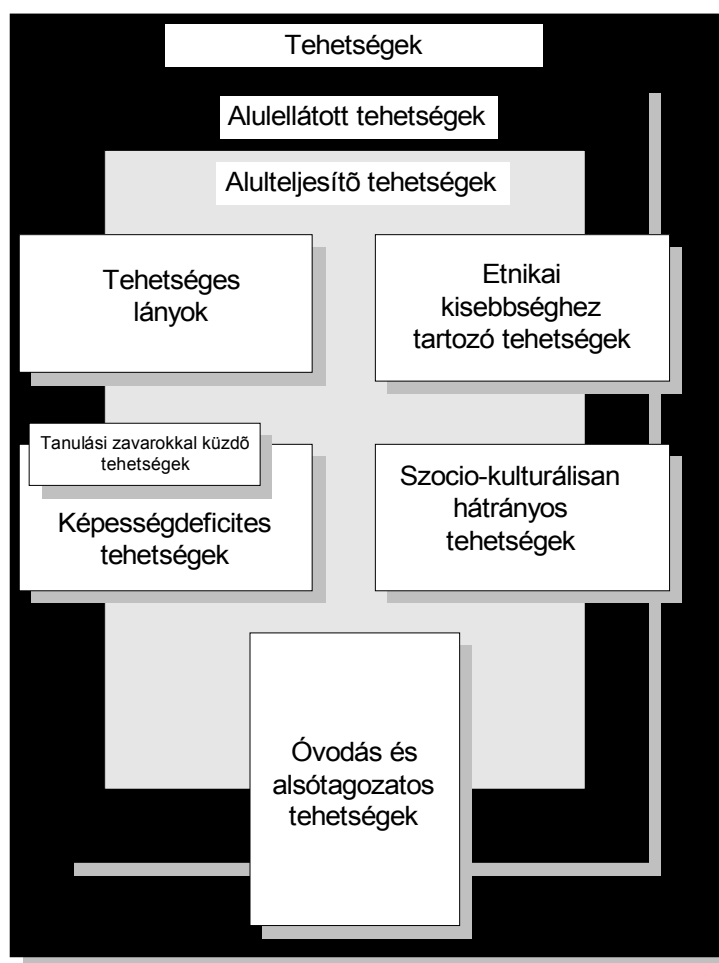 Tehetségek
Alulellátott tehetségek
Alulteljesítõ tehetségek
Tehetséges
lányok
Etnikai
kisebbséghez
tartozó tehetségek
Tanulási zavarokkal küzdõ
tehetségek
Képességdeficites
tehetségek
Szocio-kulturálisan
hátrányos
tehetségek
Óvodás és
alsótagozatos
tehetségek